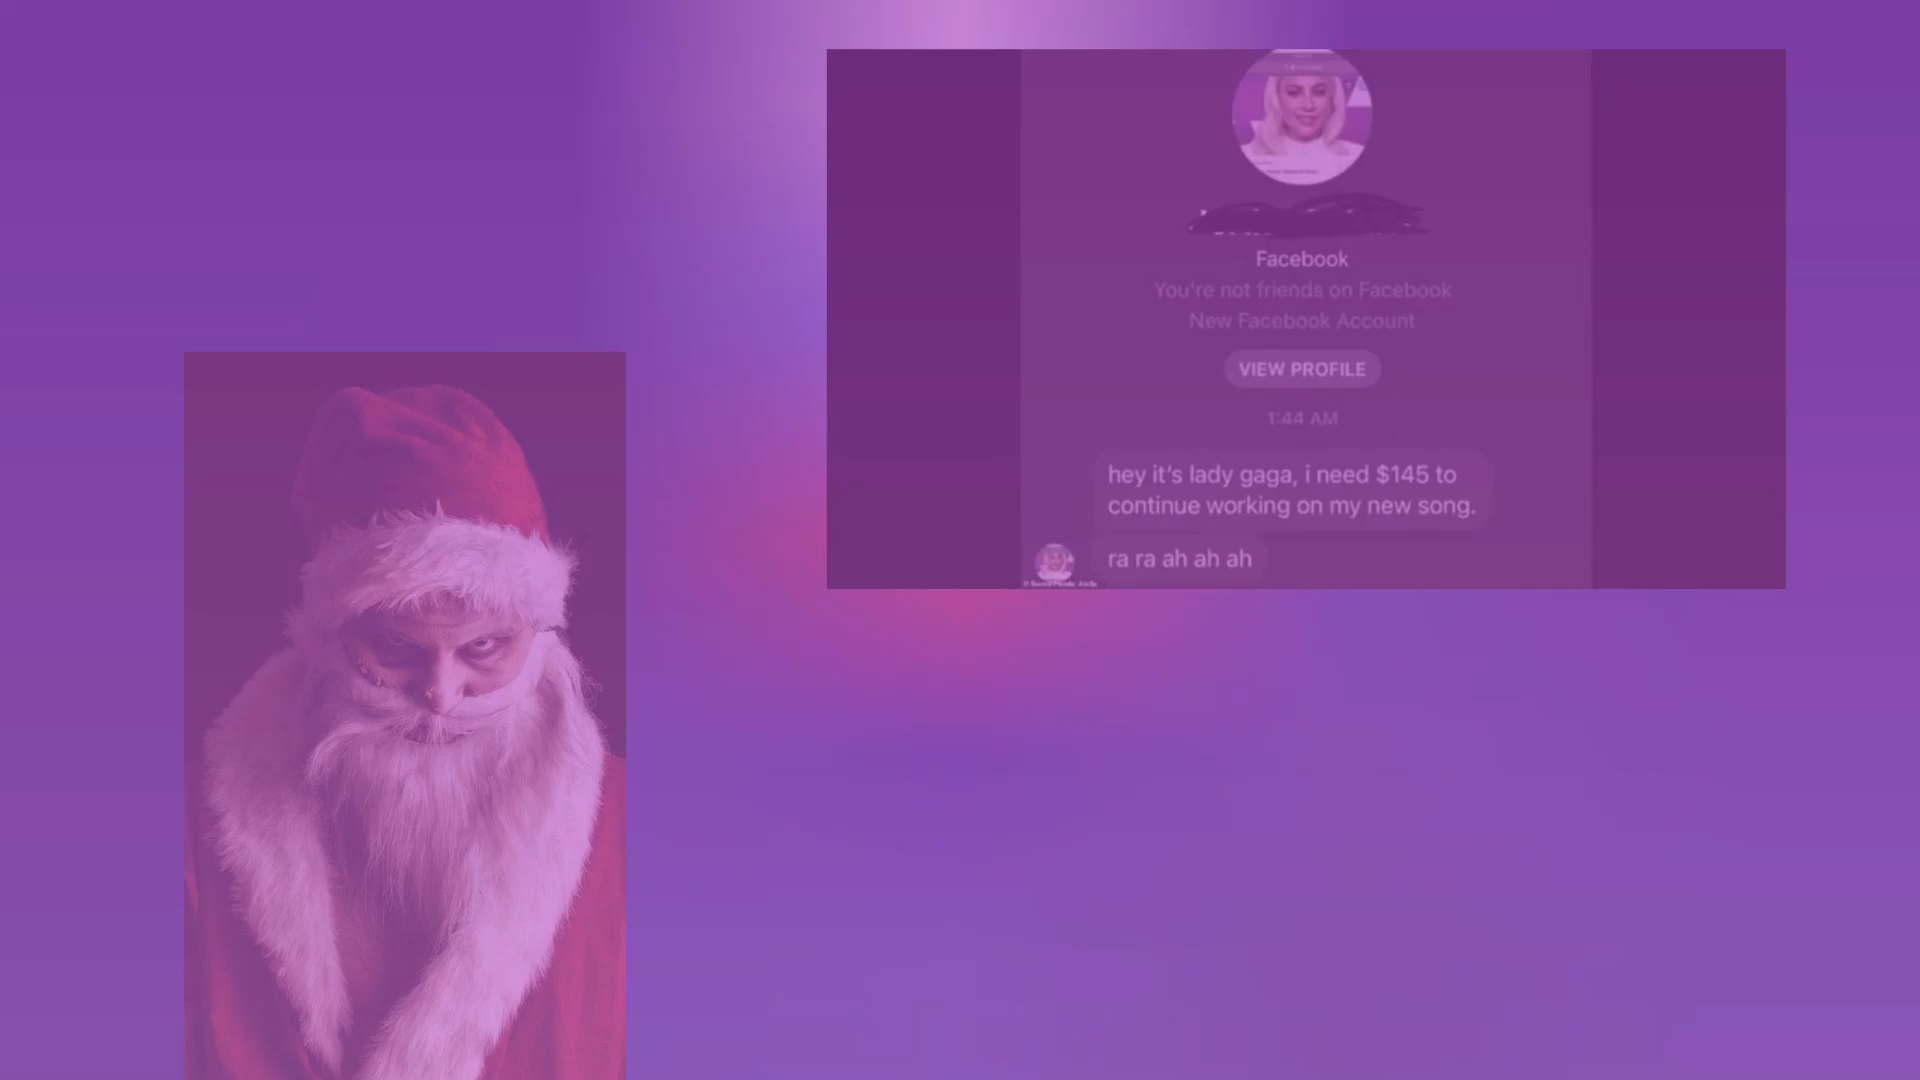 Facebook
You're not friends on Facebook
New Facebook Account
VIEW PROFILE
1:44 AM
hey it's lady gaga, i need $145 to
continue working on my new song.
ra ra ah ah ah